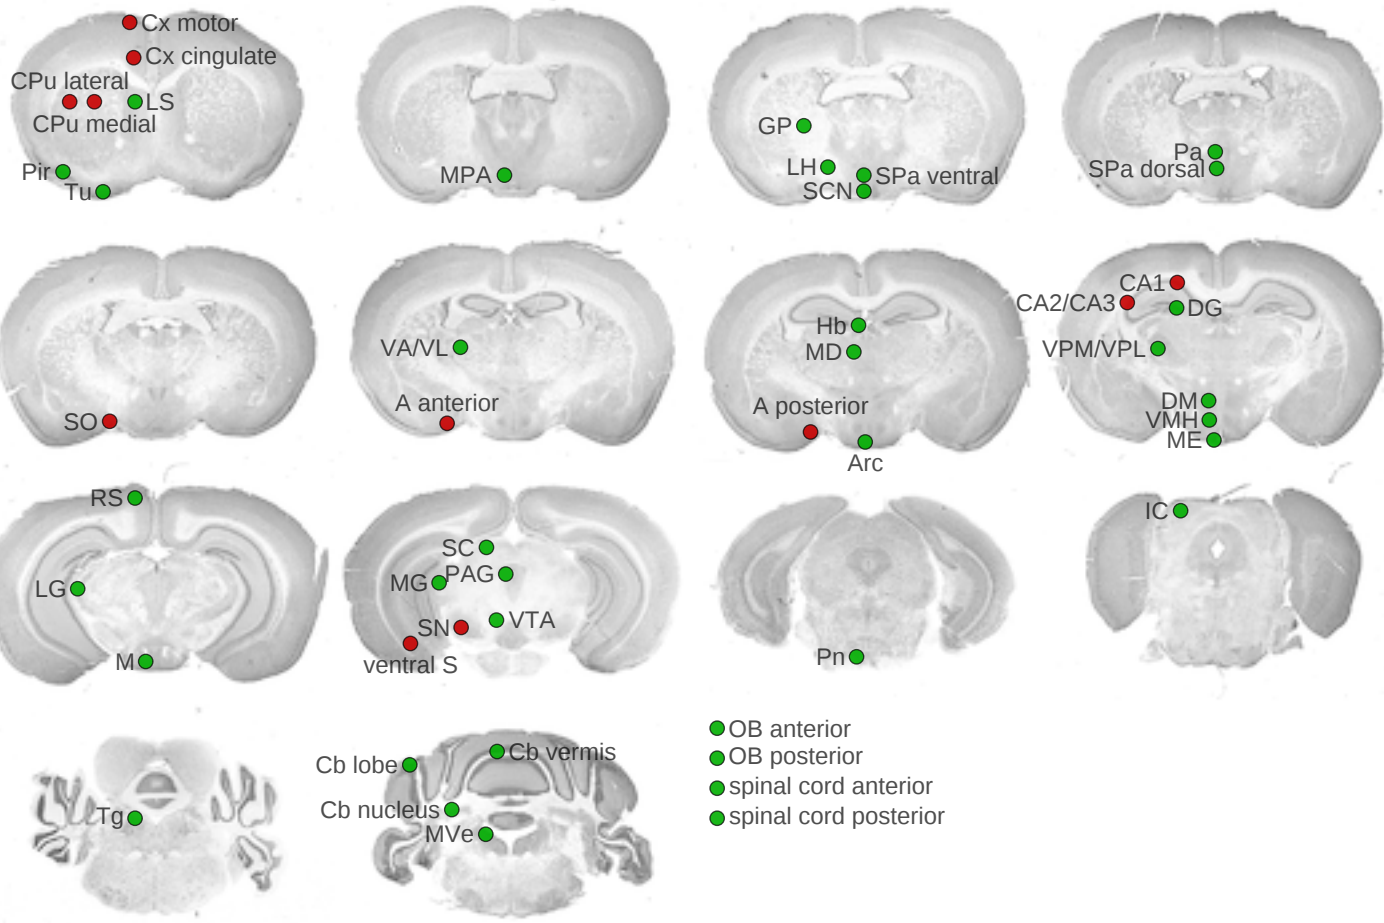 Cx motor
Cx cingulate
CPu lateral
LS
CPu medial
Pir
Tu
MPA
GP
LH
SPa ventral
SCN
Pa
SPa dorsal
SO
VA/VL
A anterior
Hb
MD
A posterior
Arc
CA1
CA2/CA3
DG
VPM/VPL
DM
VMH
ME
RS
LG
M
SC
MG
PAG
SN
VTA
ventral S
Pn
IC
Tg
Cb lobe
Cb vermis
Cb nucleus
MVe
OB anterior
OB posterior
spinal cord anterior
spinal cord posterior